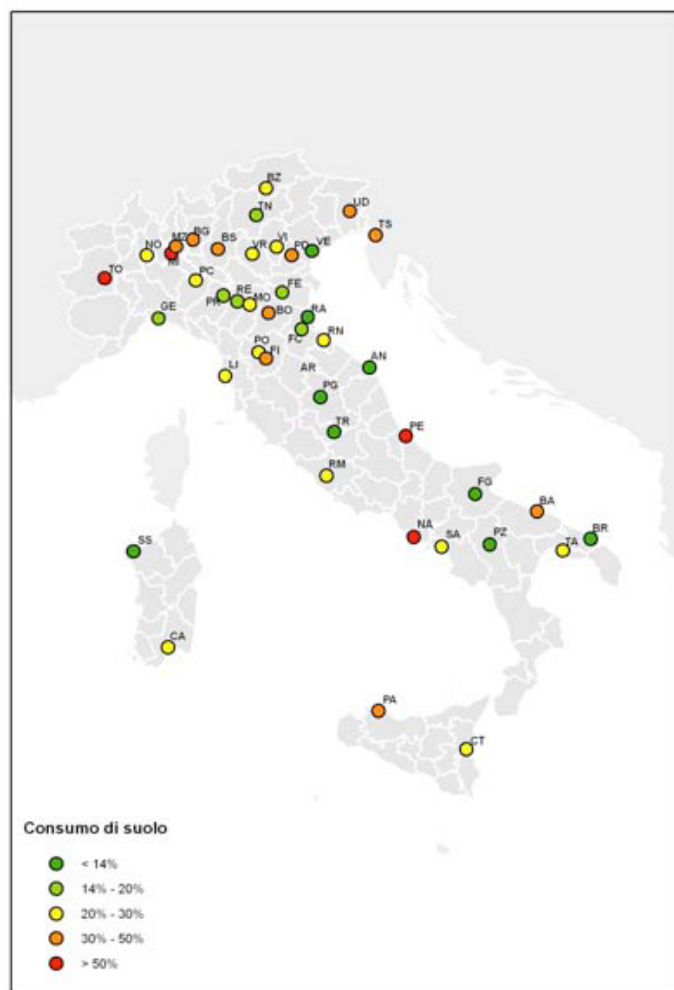 BZ
UD
TN
TS
MZ
BG
BS
VI
NO
VR
PD
VE
MI
TO
PC
FE
RE
PR
MO
GE
BO
RA
FC
RN
PO
FI
LI
AR
AN
PG
TR
PE
RM
FG
BA
NA
SA
PZ
BR
TA
SS
CA
PA
CT
Consumo di suolo
< 14%
14% - 20%
20% - 30%
30% - 50%
> 50%